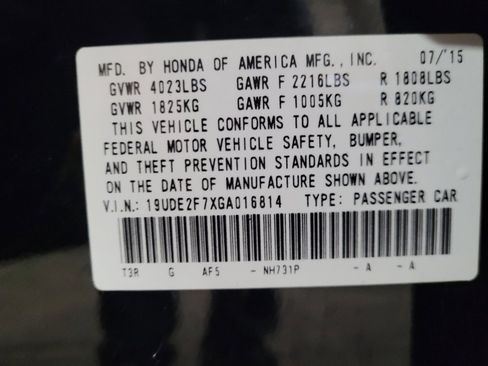 MFD. BY HONDA OF AMERICA MFG., INC. 07/'15
GVWR 4023LBS GAWR F 2216LBS R 1808LBS
GVWR 1825KG GAWR F 1005KG R 820KG
THIS VEHICLE CONFORMS TO ALL APPLICABLE
FEDERAL MOTOR VEHICLE SAFETY, BUMPER,
AND THEFT PREVENTION STANDARDS IN EFFECT
ON THE DATE OF MANUFACTURE SHOWN ABOVE.
V.I.N.: 19UDE2F7XGA016814 TYPE: PASSENGER CAR
T3R G AF5 - NH731P - A - A